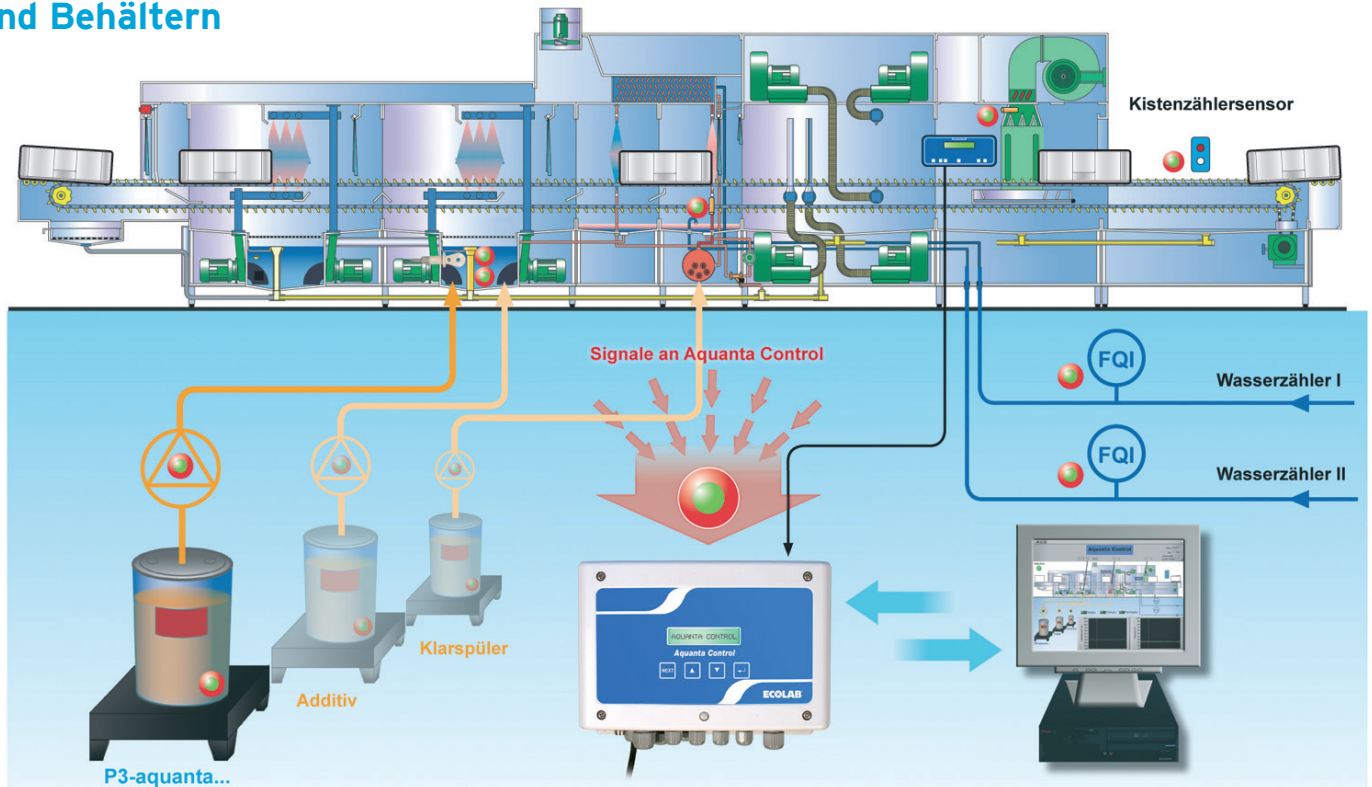 nd Behältern
Kistenzählersensor
Signale an Aquanta Control
FQI
Wasserzähler I
FQI
Wasserzähler II
Aquanta Control
AQUANTA CONTROL
Aquanta Control
NEXT
ECOLAB
Klarspüler
Additiv
P3-aquanta...